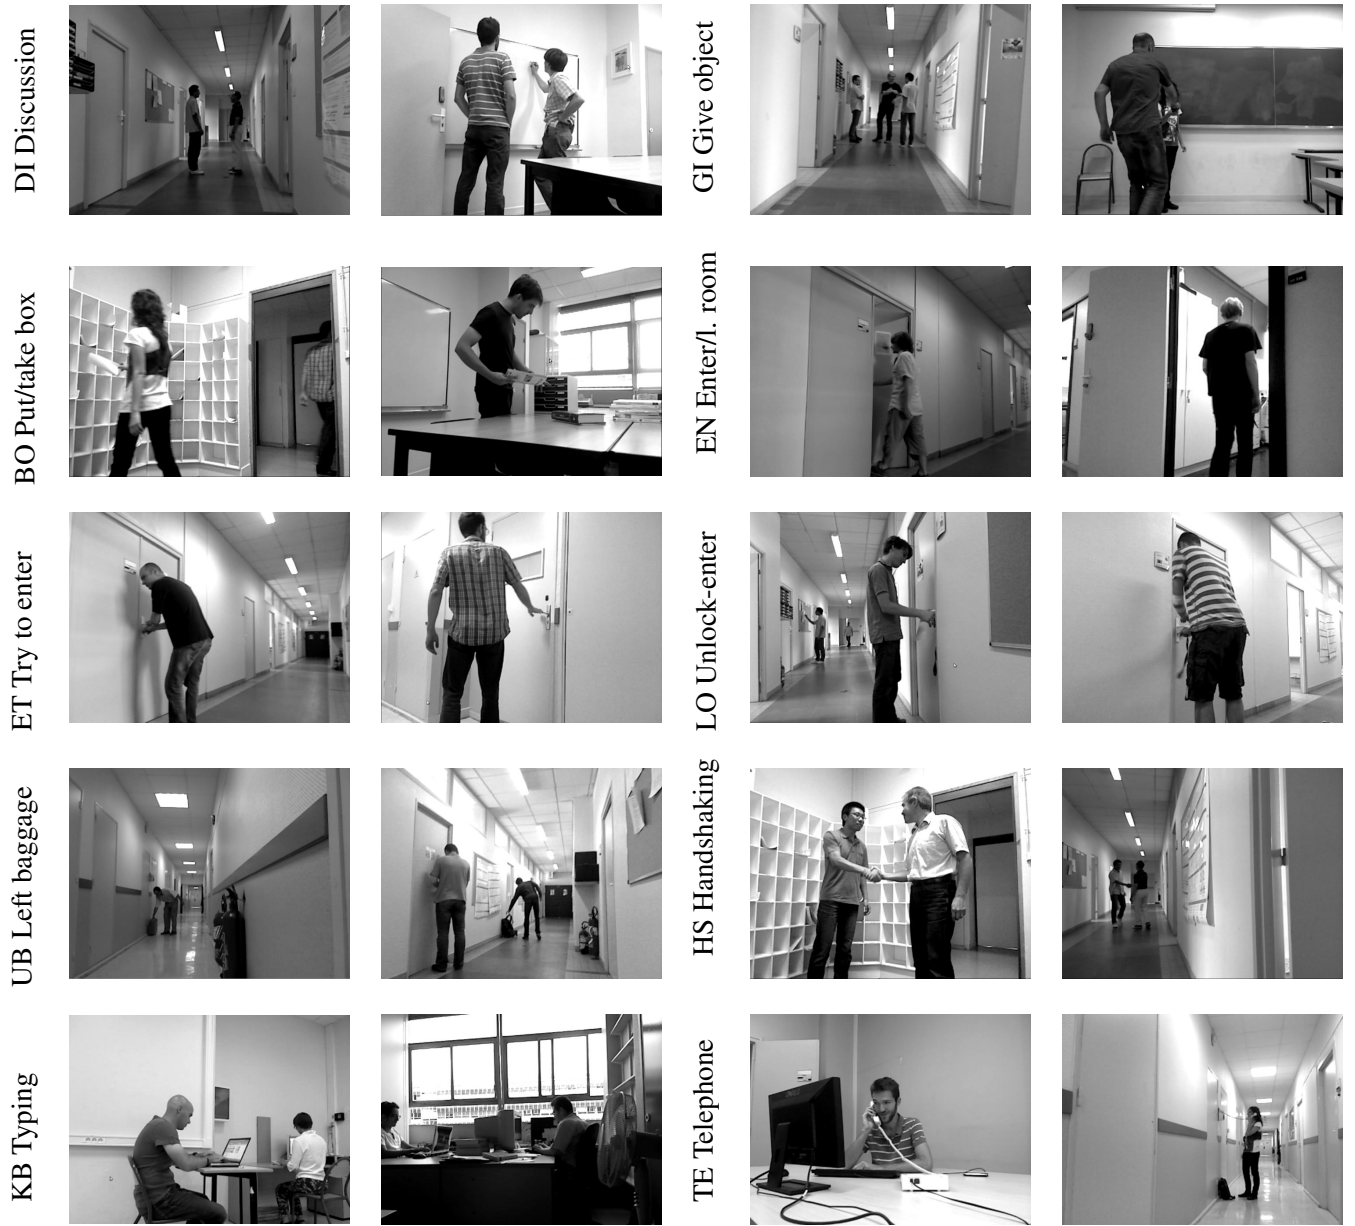 DI Discussion
GI Give object
BO Put/take box
EN Enter/l. room
ET Try to enter
LO Unlock-enter
UB Left baggage
HS Handshaking
KB Typing
TE Telephone